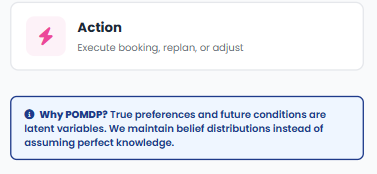 Action
Execute booking, replan, or adjust
Why POMDP? True preferences and future conditions are
latent variables. We maintain belief distributions instead of
assuming perfect knowledge.